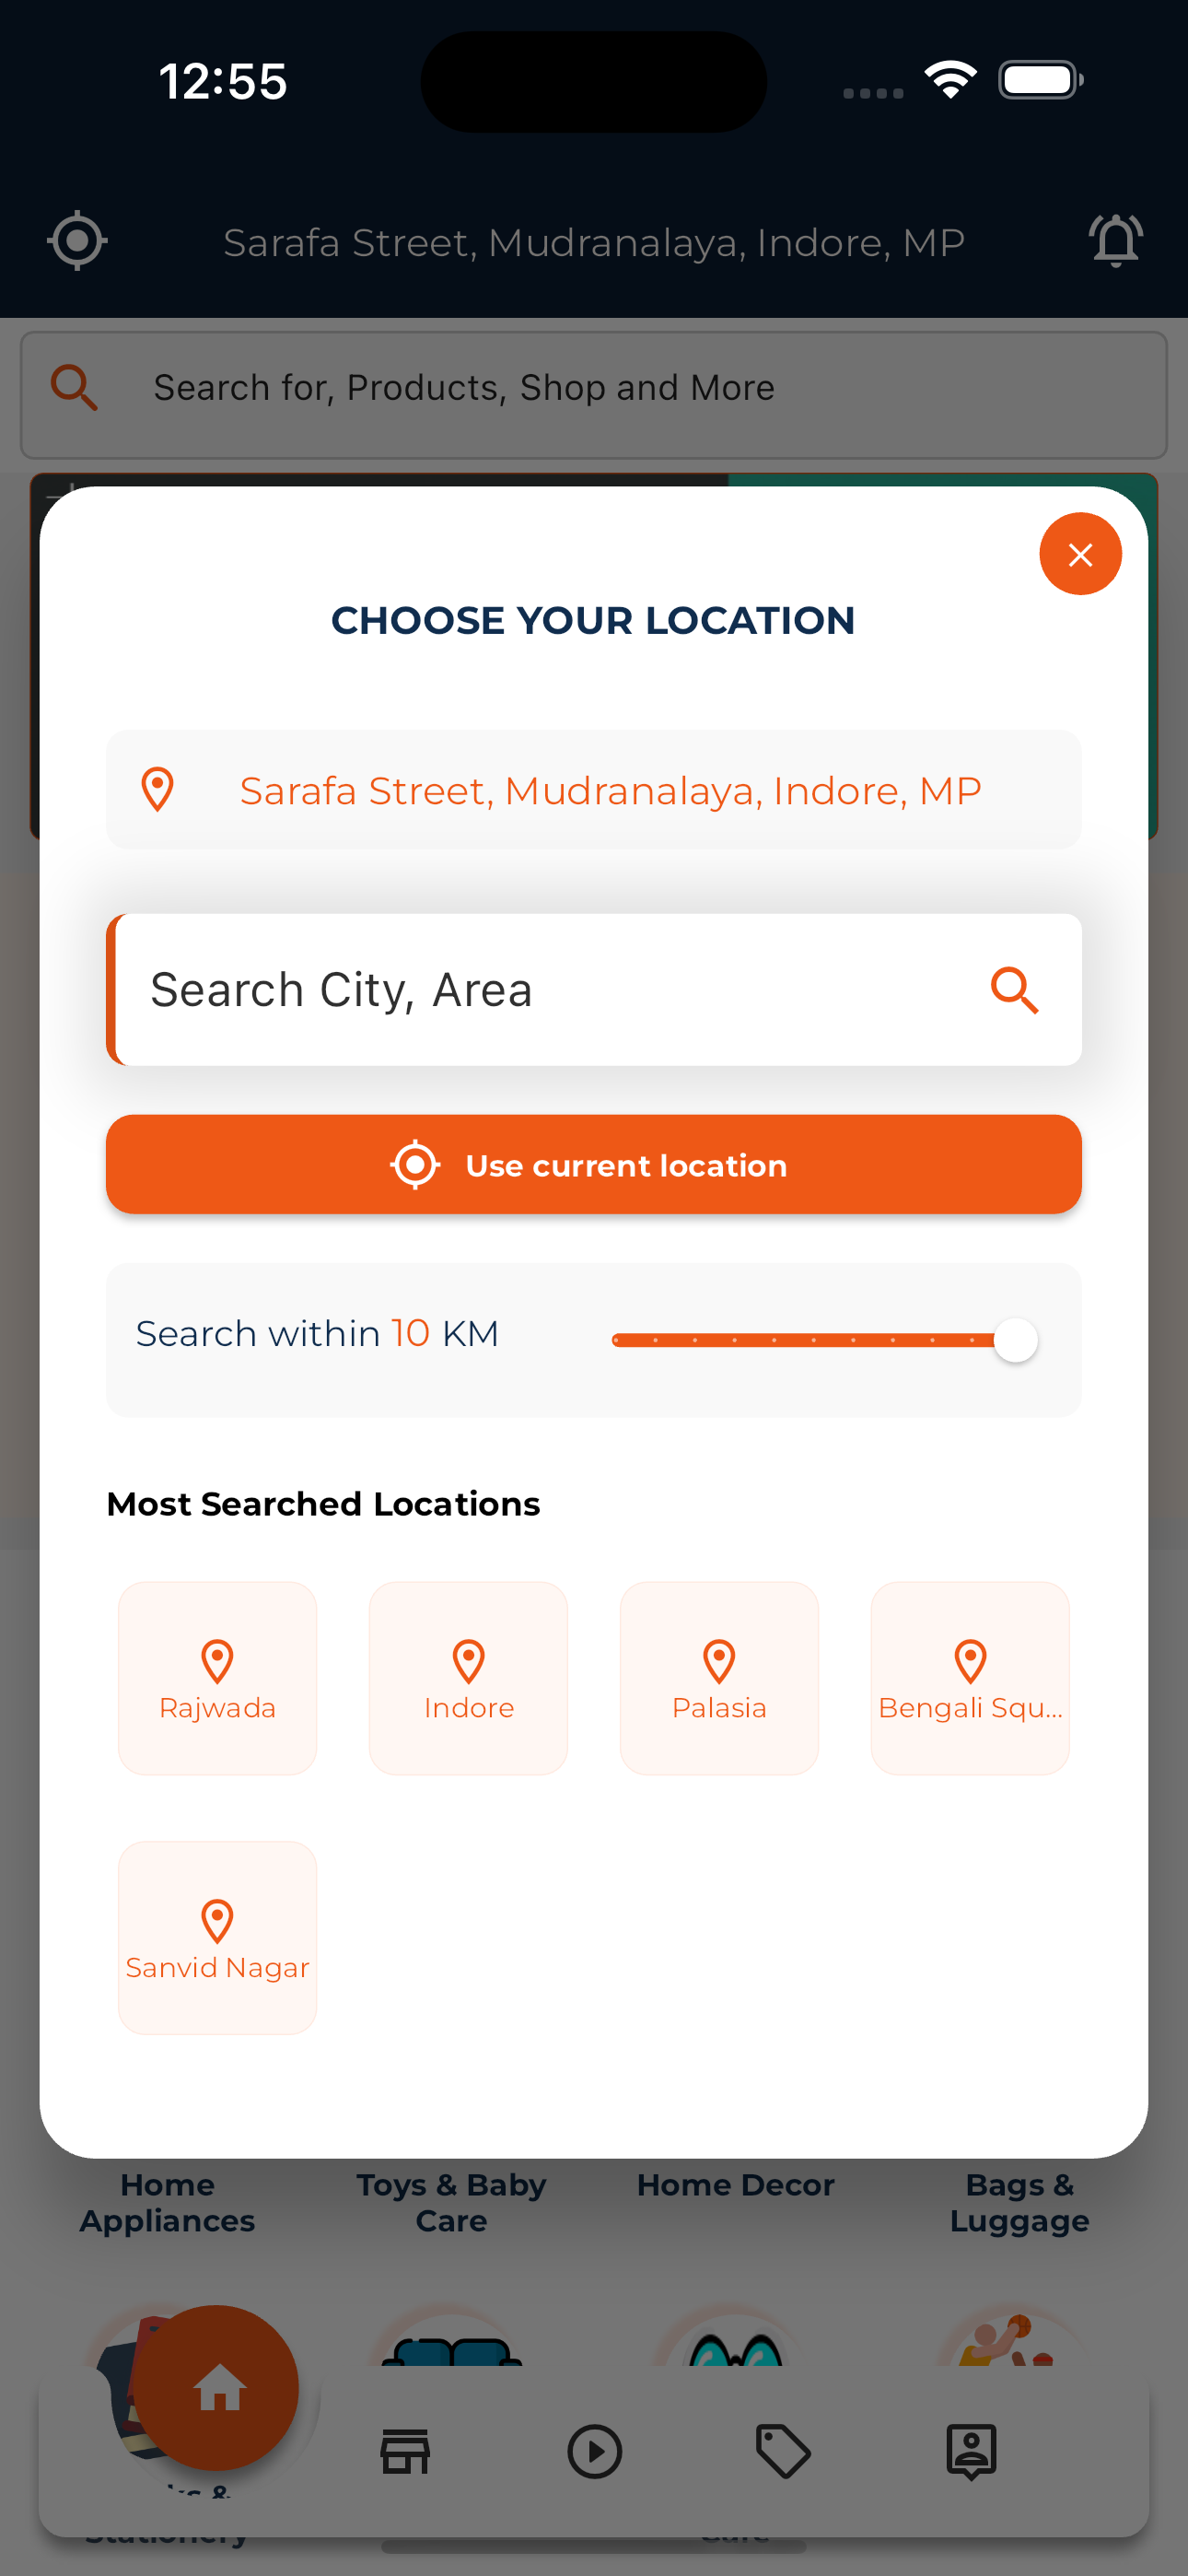 12:55
Sarafa Street, Mudranalaya, Indore, MP
Search for, Products, Shop and More
CHOOSE YOUR LOCATION
Sarafa Street, Mudranalaya, Indore, MP
Search City, Area
Use current location
Search within 10 KM
Most Searched Locations
Rajwada
Indore
Palasia
Bengali Squ...
Sanvid Nagar
Home
Appliances
Toys & Baby
Care
Home Decor
Bags &
Luggage
&
Stationery
Care